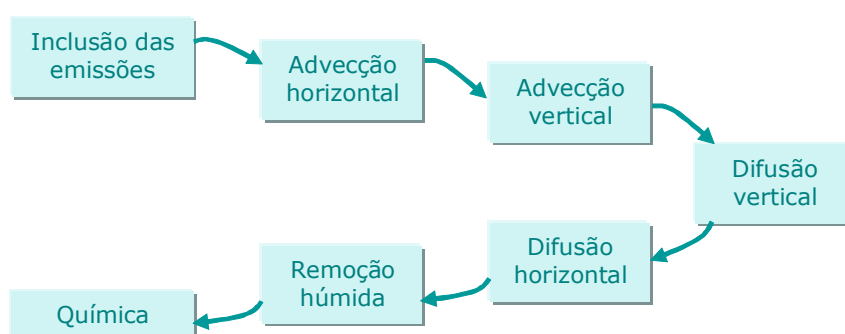 Inclusão das
emissões
Advecção
horizontal
Advecção
vertical
Difusão
vertical
Difusão
horizontal
Remoção
húmida
Química